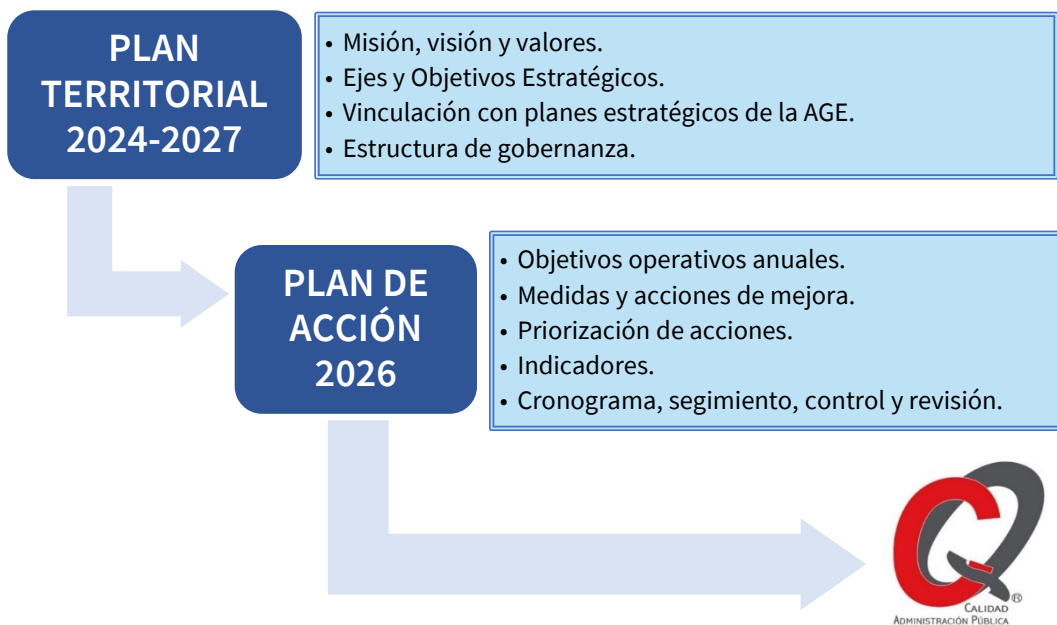 PLAN
TERRITORIAL
2024-2027
• Misión, visión y valores.
• Ejes y Objetivos Estratégicos.
• Vinculación con planes estratégicos de la AGE.
• Estructura de gobernanza.
PLAN DE
ACCIÓN
2026
• Objetivos operativos anuales.
• Medidas y acciones de mejora.
• Priorización de acciones.
• Indicadores.
• Cronograma, segimiento, control y revisión.
CQ®
CALIDAD
ADMINISTRACIÓN PÚBLICA